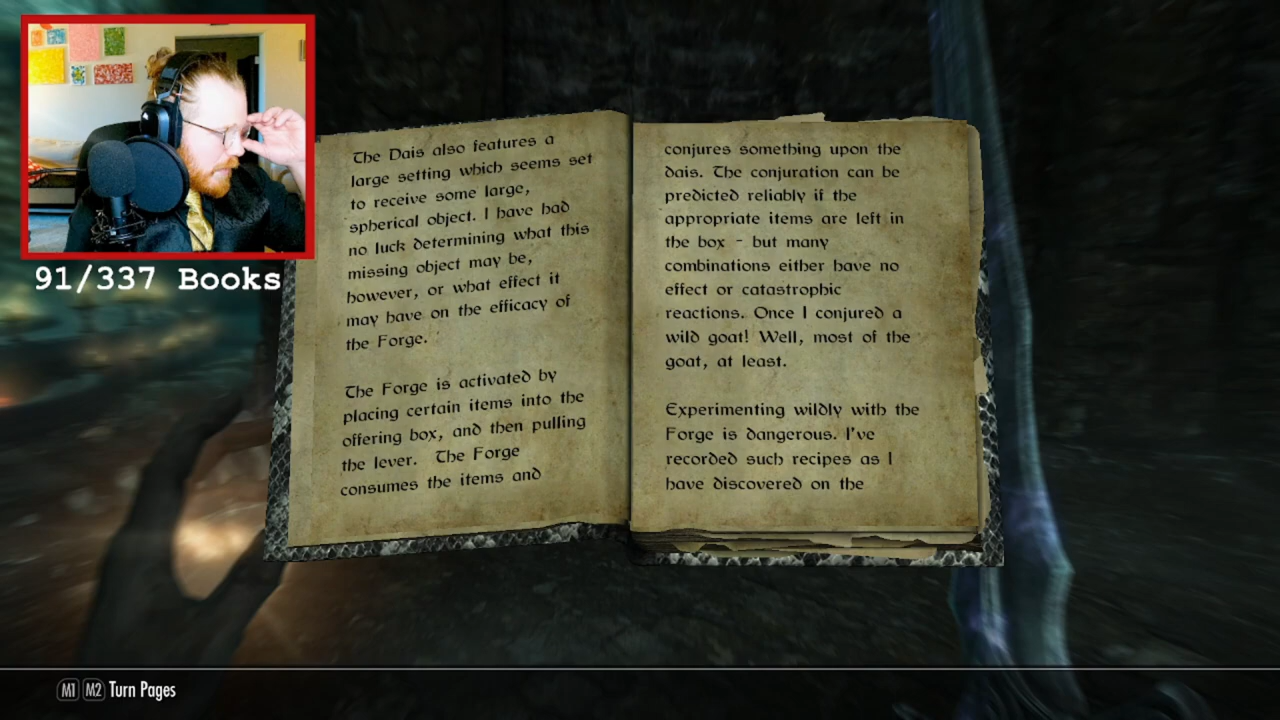 91/337 Books
The Dais also features a
large setting which seems set
to receive some large,
spherical object. I have had
no luck determining what this
missing object may be,
however, or what effect it
may have on the efficacy of
the Forge.
The Forge is activated by
placing certain items into the
offering box, and then pulling
the lever. The Forge
consumes the items and
conjures something upon the
dais. The conjuration can be
predicted reliably if the
appropriate items are left in
the box - but many
combinations either have no
effect or catastrophic
reactions. Once I conjured a
wild goat! Well, most of the
goat, at least.
Experimenting wildly with the
Forge is dangerous. I've
recorded such recipes as I
have discovered on the
M1 M2 Turn Pages